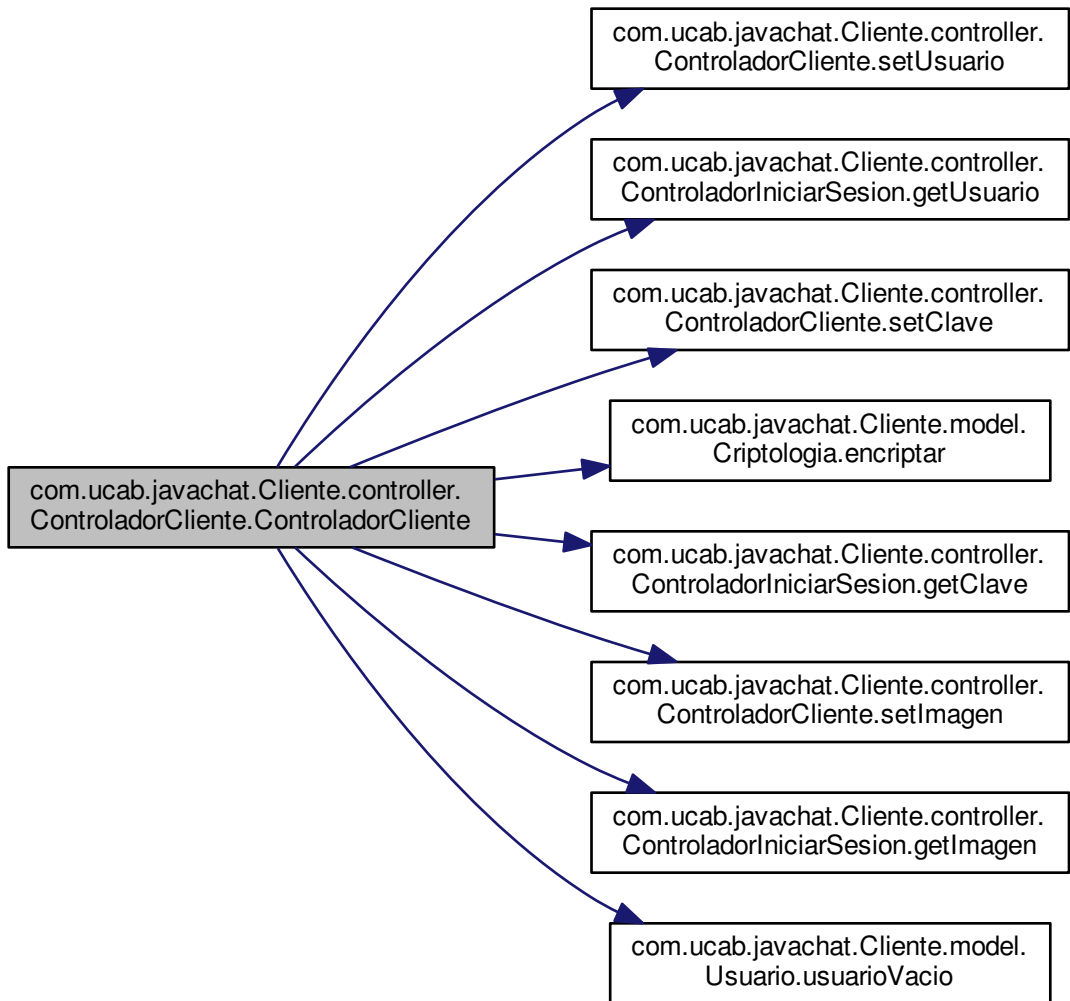 com.ucab.javachat.Cliente.controller.
ControladorCliente.setUsuario
com.ucab.javachat.Cliente.controller.
ControladorIniciarSesion.getUsuario
com.ucab.javachat.Cliente.controller.
ControladorCliente.setClave
com.ucab.javachat.Cliente.model.
Criptologia.encriptar
com.ucab.javachat.Cliente.controller.
ControladorCliente.ControladorCliente
com.ucab.javachat.Cliente.controller.
ControladorIniciarSesion.getClave
com.ucab.javachat.Cliente.controller.
ControladorCliente.setImagen
com.ucab.javachat.Cliente.controller.
ControladorIniciarSesion.getImagen
com.ucab.javachat.Cliente.model.
Usuario.usuarioVacio